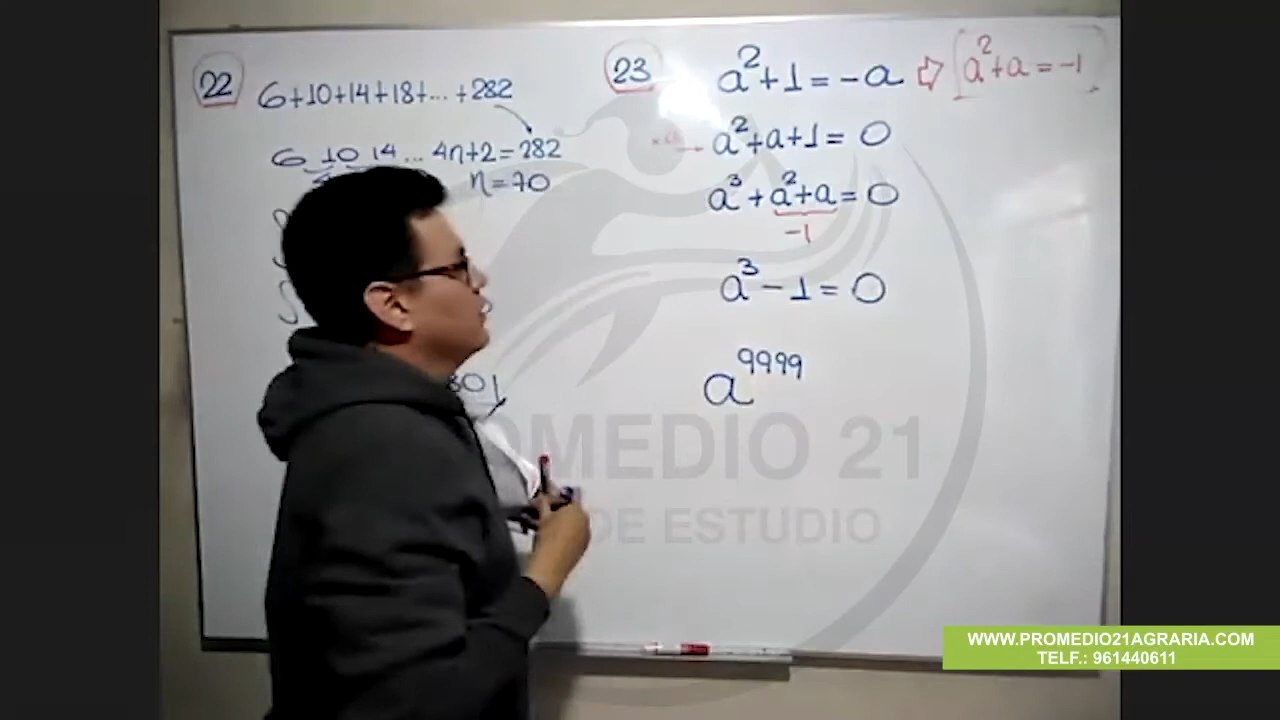 22
6+10+14+18+... +282
6 10 14 ... 4n+2=282
n=70
301
23
a²+1=-a ⇨ [a²+a=-1]
×a → a²+a+1=0
a³+a²+a=0
-1
a³-1=0
a⁹⁹⁹⁹
PROMEDIO 21
DE ESTUDIO
WWW.PROMEDIO21AGRARIA.COM
TELF.: 961440611